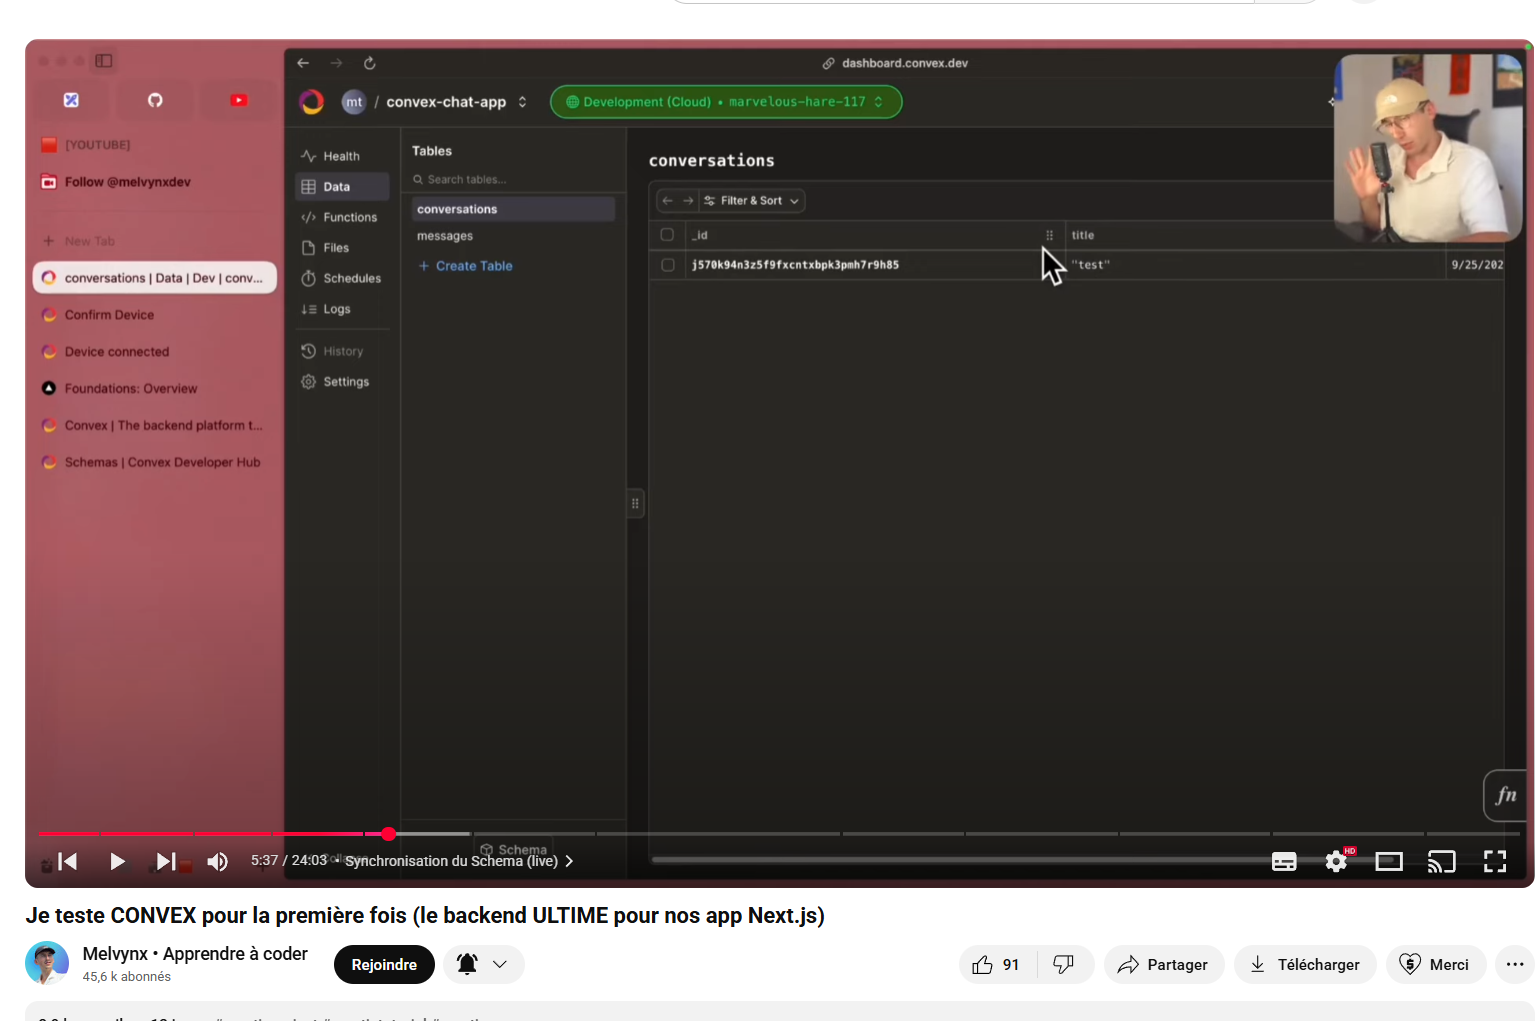 dashboard.convex.dev
mt / convex-chat-app
Development (Cloud) • marvelous-hare-117
[YOUTUBE]
Follow @melvynxdev
New Tab
conversations | Data | Dev | conv...
Confirm Device
Device connected
Foundations: Overview
Convex | The backend platform t...
Schemas | Convex Developer Hub
Health
Data
Functions
Files
Schedules
Logs
History
Settings
Tables
Search tables...
conversations
messages
+ Create Table
Schema
conversations
Filter & Sort
_id
title
j570k94n3z5f9fxcntxbpk3pmh7r9h85
"test"
9/25/202
fn
5:37 / 24:03 • Synchronisation du Schema (live)
HD
Je teste CONVEX pour la première fois (le backend ULTIME pour nos app Next.js)
Melvynx • Apprendre à coder
45,6 k abonnés
Rejoindre
91
Partager
Télécharger
Merci